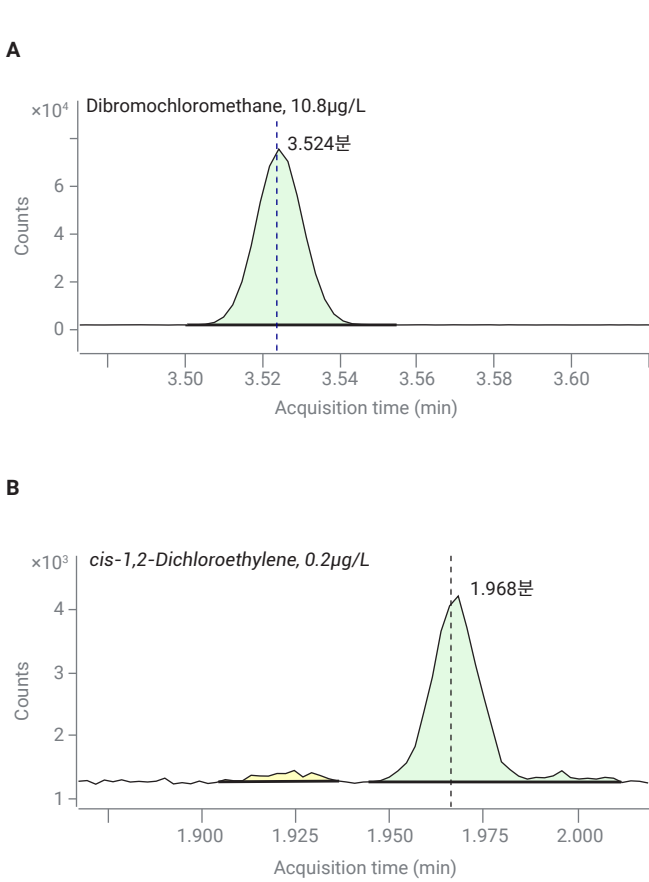 A
×10⁴
Dibromochloromethane, 10.8µg/L
3.524분
6
4
2
0
Counts
3.50 3.52 3.54 3.56 3.58 3.60
Acquisition time (min)
B
×10³
cis-1,2-Dichloroethylene, 0.2µg/L
1.968분
4
3
2
1
Counts
1.900 1.925 1.950 1.975 2.000
Acquisition time (min)